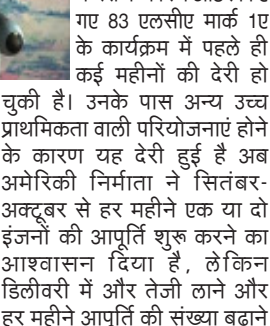 गए 83 एलसीए मार्क 1ए
के कार्यक्रम में पहले ही
कई महीनों की देरी हो
चुकी है। उनके पास अन्य उच्च
प्राथमिकता वाली परियोजनाएं होने
के कारण यह देरी हुई है अब
अमेरिकी निर्माता ने सितंबर-
अक्टूबर से हर महीने एक या दो
इंजनों की आपूर्ति शुरू करने का
आश्वासन दिया है, लेकिन
डिलीवरी में और तेजी लाने और
हर महीने आपूर्ति की संख्या बढ़ाने